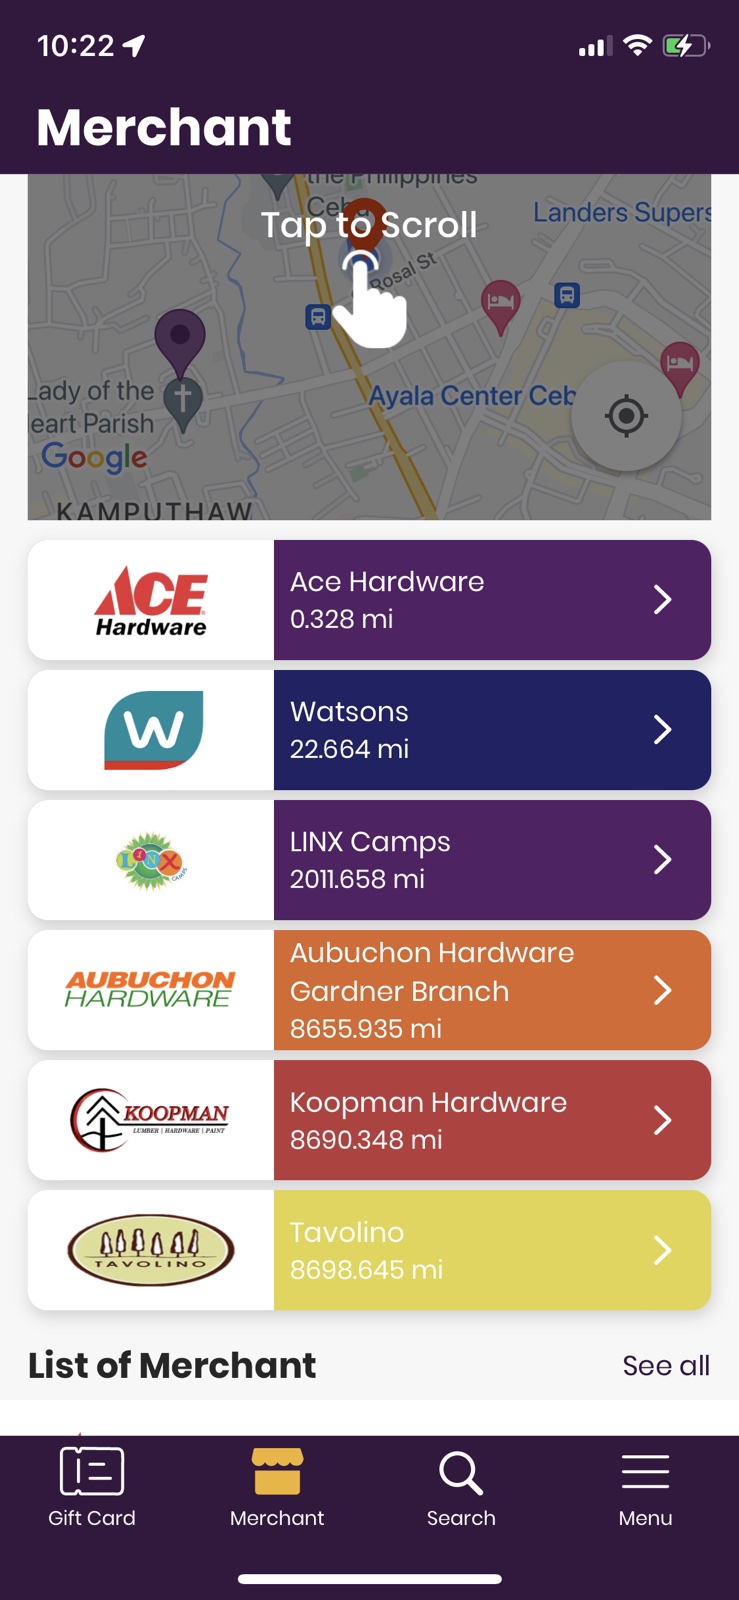 10:22
Merchant
the Philippines
Cebu
Tap to Scroll
Landers Supers
Rosal St
Lady of the
eart Parish
Ayala Center Ceb
Google
KAMPUTHAW
ACE
Hardware
Ace Hardware
0.328 mi
W
Watsons
22.664 mi
LINX
CAMPS
LINX Camps
2011.658 mi
AUBUCHON
HARDWARE
Aubuchon Hardware
Gardner Branch
8655.935 mi
KOOPMAN
LUMBER | HARDWARE | PAINT
Koopman Hardware
8690.348 mi
TAVOLINO
Tavolino
8698.645 mi
List of Merchant
See all
Gift Card
Merchant
Search
Menu